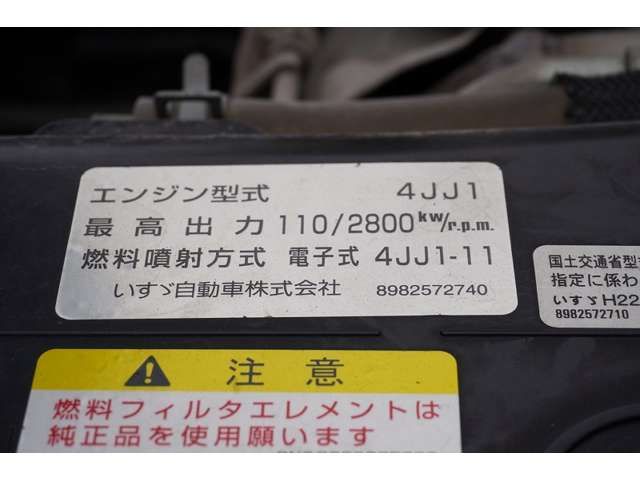 エンジン型式 4JJ1
最高出力 110/2800kw/r.p.m.
燃料噴射方式 電子式 4JJ1-11
いすゞ自動車株式会社 8982572740
国土交通省型
指定に係わ
いすゞH22
8982572710
注意
燃料フィルタエレメントは
純正品を使用願います